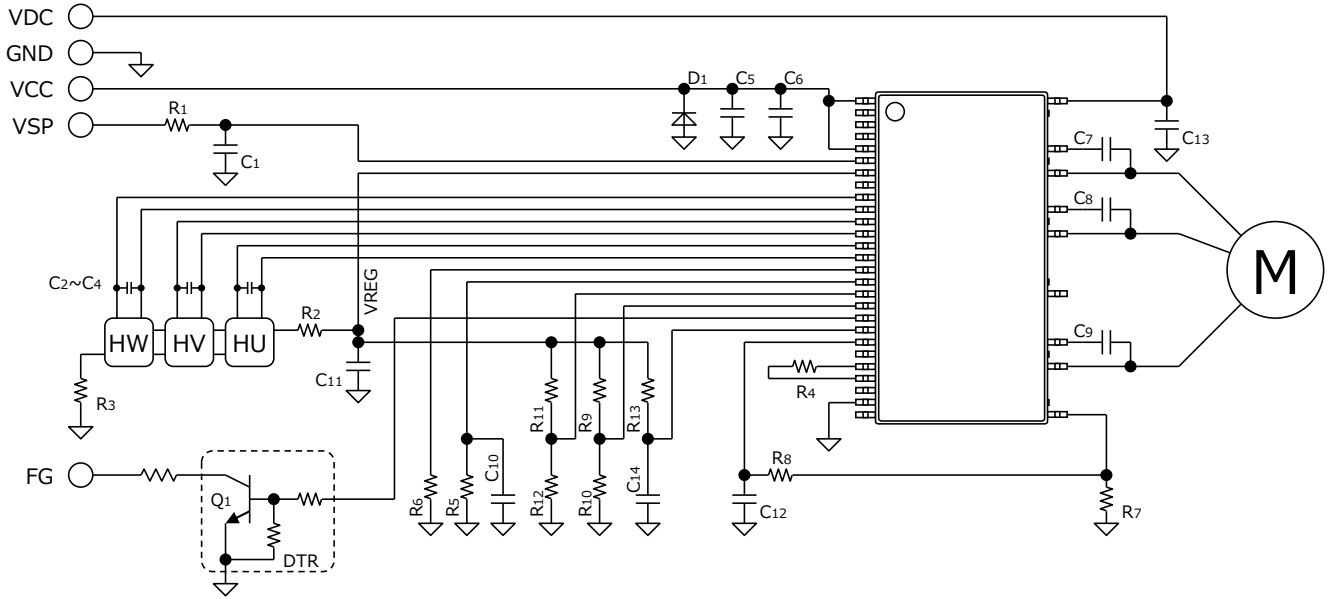 VDC
GND
VCC
VSP
R1
C1
D1
C5
C6
C13
C7
C8
C9
M
C2~C4
HW
HV
HU
R2
VREG
C11
R3
R4
R11
R9
R13
FG
Q1
DTR
R6
R5
C10
R12
R10
C14
R8
C12
R7